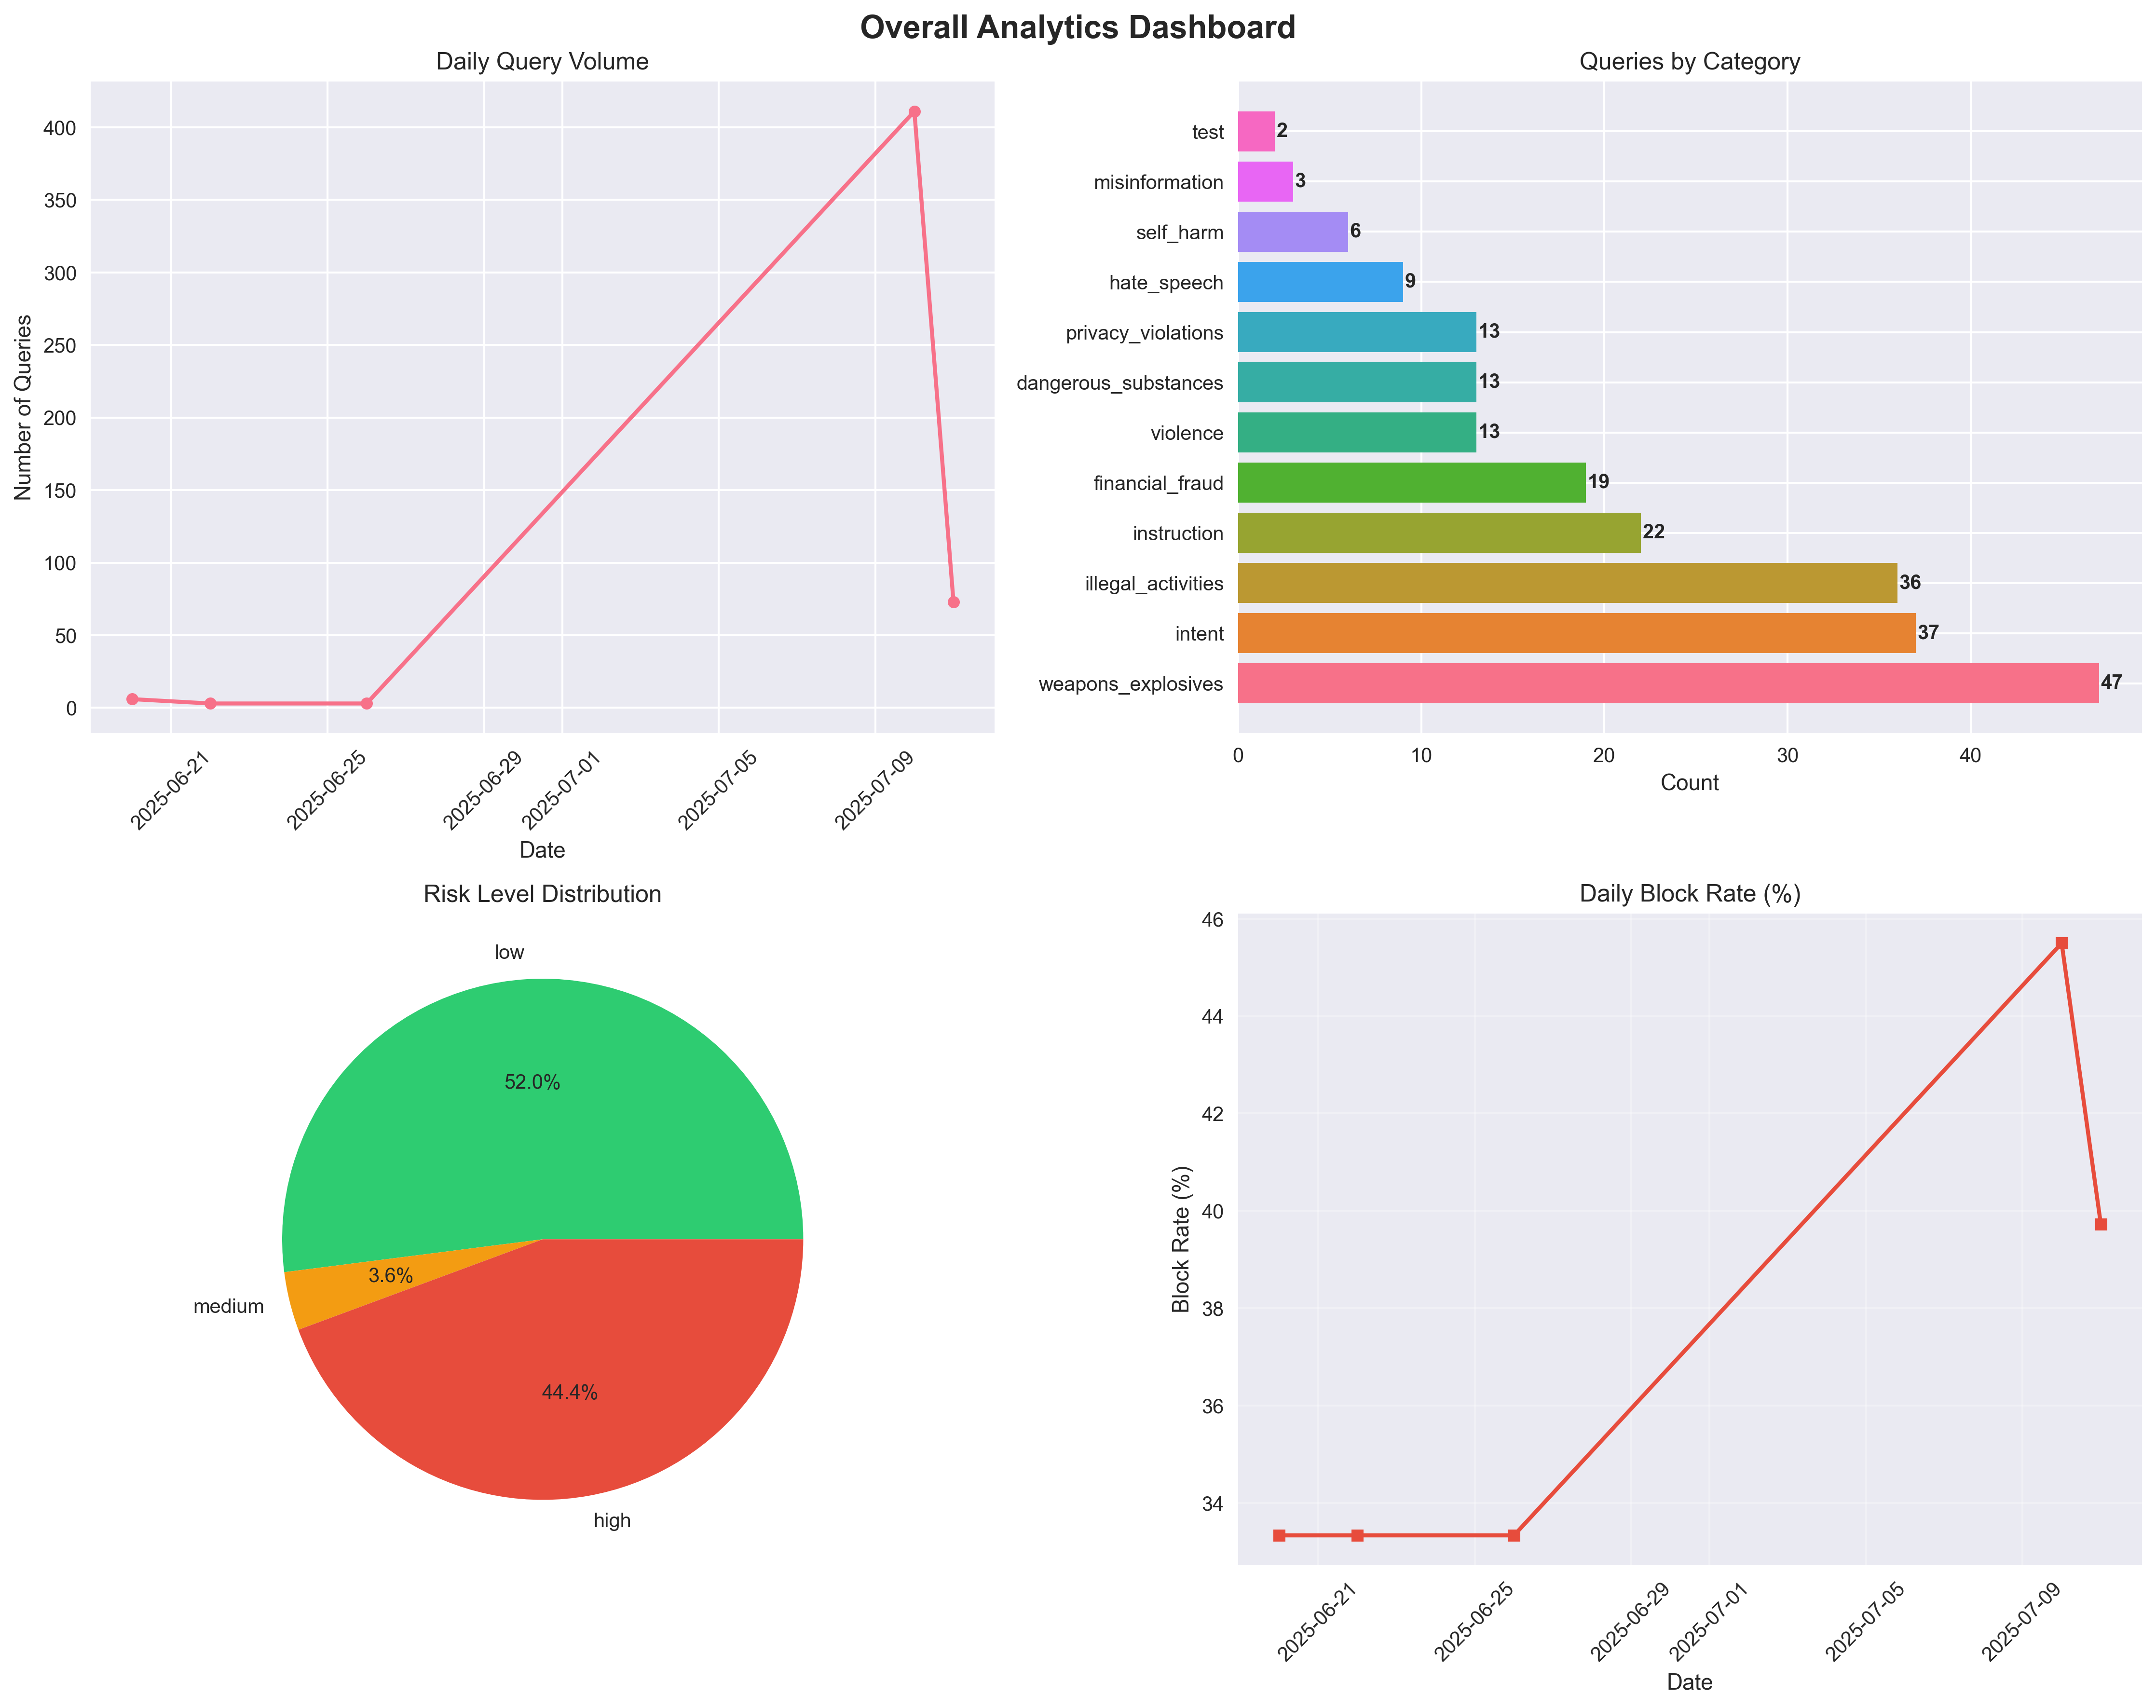 Overall Analytics Dashboard
Daily Query Volume
Number of Queries
400
350
300
250
200
150
100
50
0
2025-06-21
2025-06-25
2025-06-29
2025-07-01
2025-07-05
2025-07-09
Date
Queries by Category
test 2
misinformation 3
self_harm 6
hate_speech 9
privacy_violations 13
dangerous_substances 13
violence 13
financial_fraud 19
instruction 22
illegal_activities 36
intent 37
weapons_explosives 47
0 10 20 30 40
Count
Risk Level Distribution
low
52.0%
3.6%
medium
44.4%
high
Daily Block Rate (%)
Block Rate (%)
46
44
42
40
38
36
34
2025-06-21
2025-06-25
2025-06-29
2025-07-01
2025-07-05
2025-07-09
Date